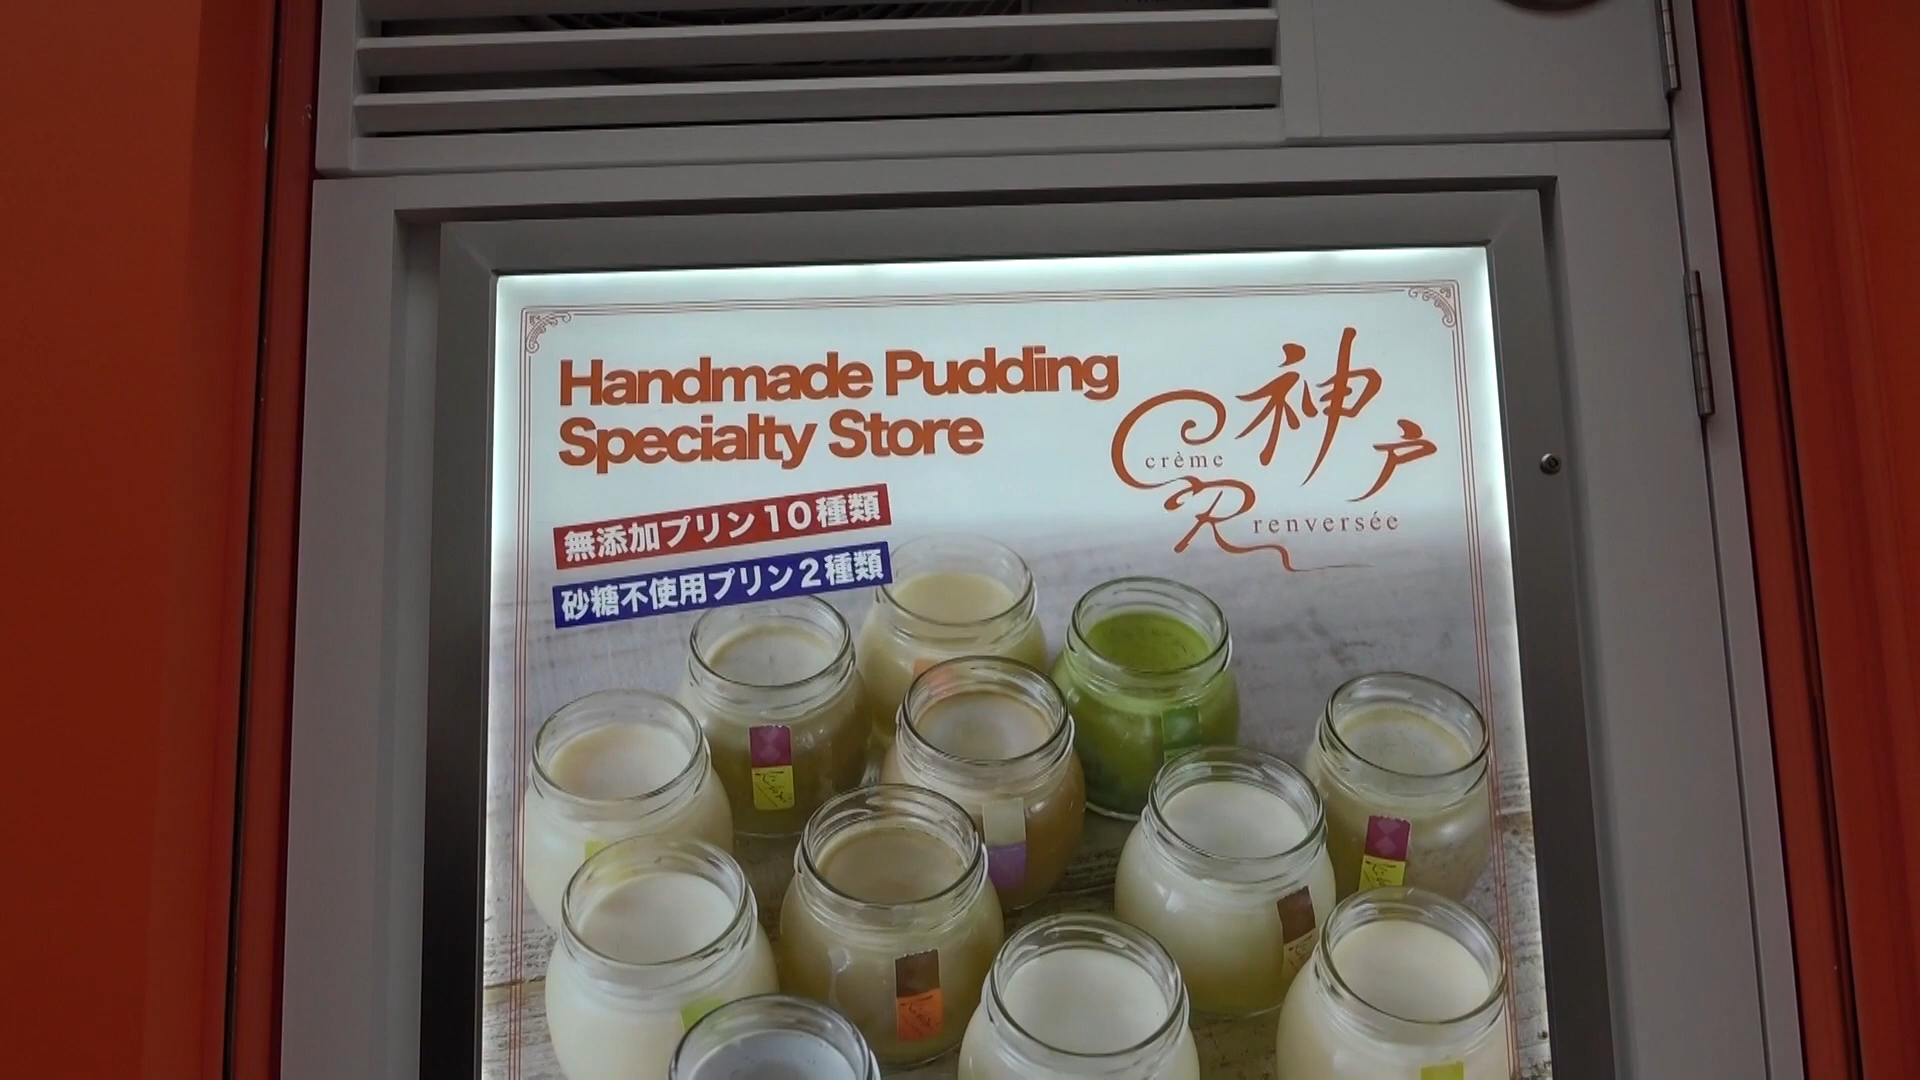 Handmade Pudding
Specialty Store
無添加プリン10種類
砂糖不使用プリン2種類
神戸
crème
renversée